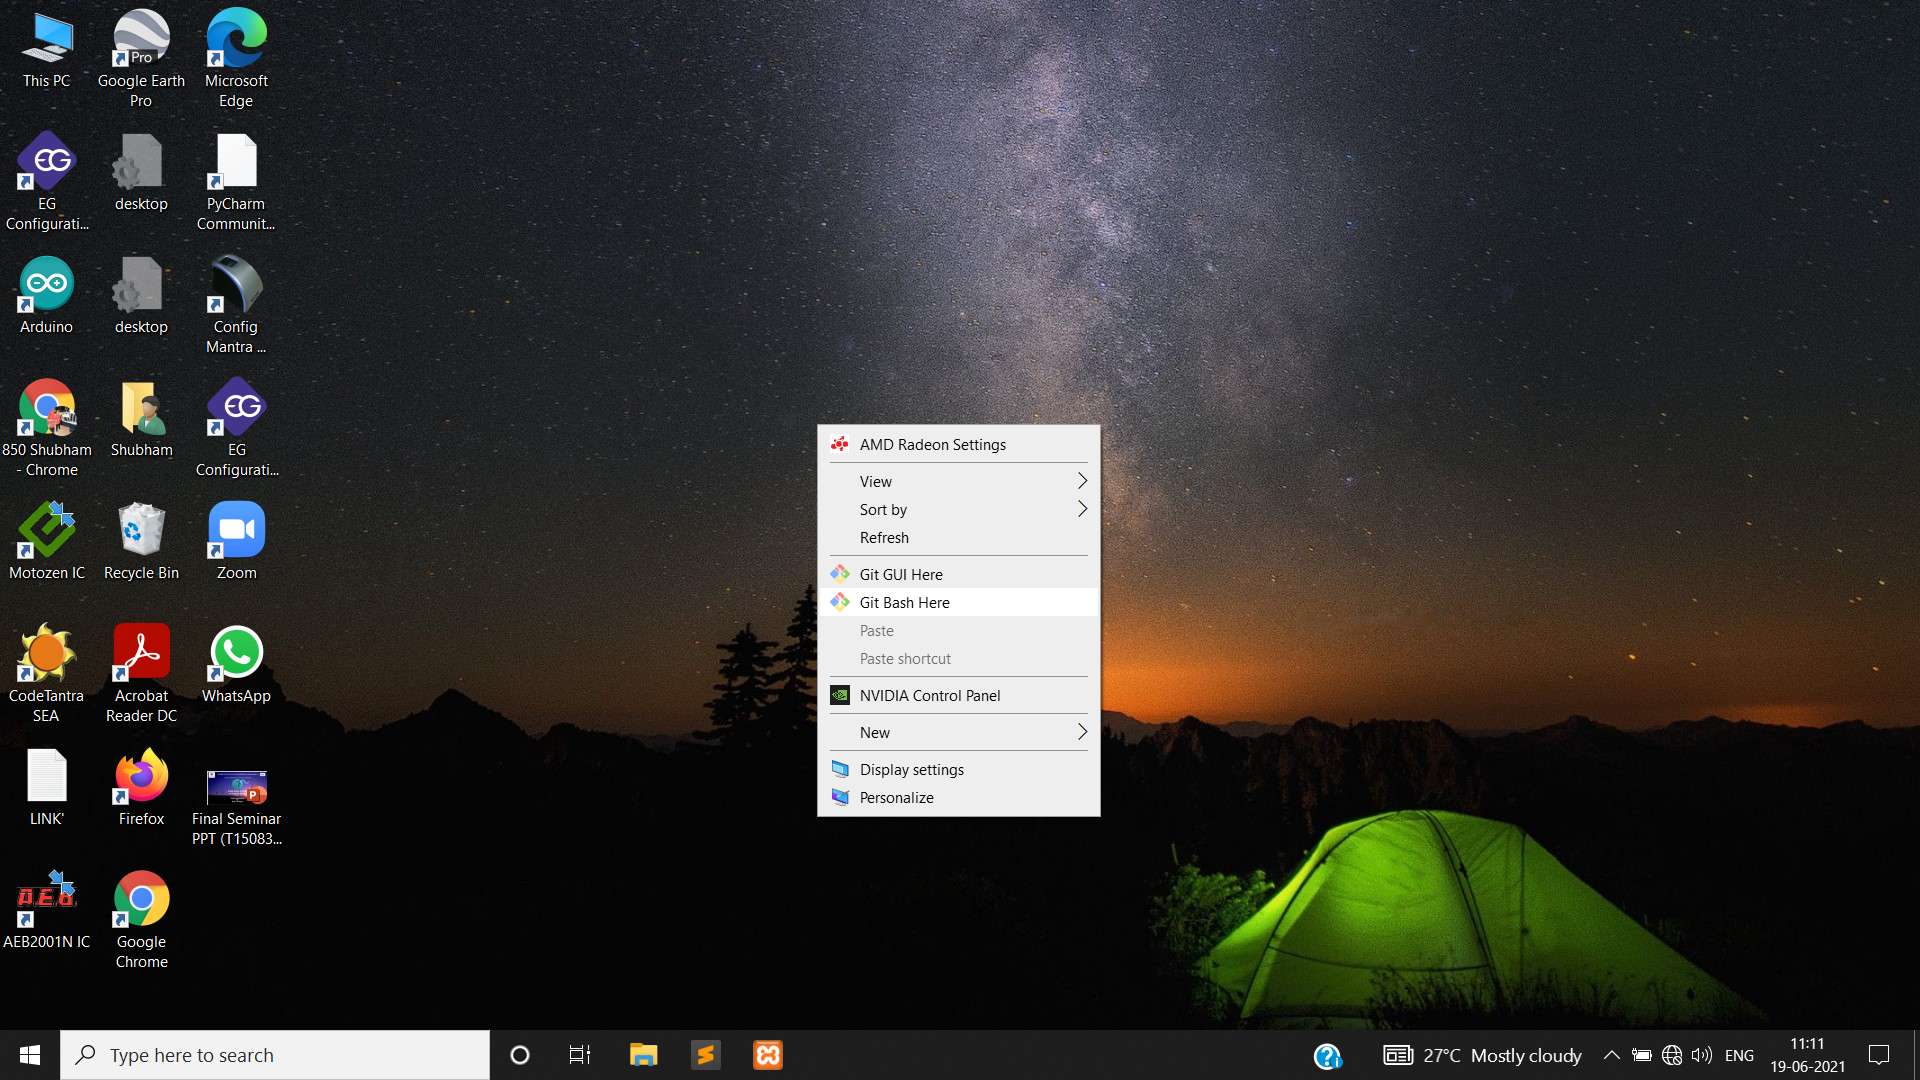 This PC
Pro
Google Earth
Pro
Microsoft
Edge
EG
EG
Configurati...
desktop
PyCharm
Communit...
Arduino
desktop
Config
Mantra ...
850 Shubham
- Chrome
Shubham
EG
EG
Configurati...
Motozen IC
Recycle Bin
Zoom
CodeTantra
SEA
Acrobat
Reader DC
WhatsApp
LINK'
Firefox
P
Final Seminar
PPT (T15083...
A.E.B.
AEB2001N IC
Google
Chrome
AMD Radeon Settings
View
Sort by
Refresh
Git GUI Here
Git Bash Here
Paste
Paste shortcut
NVIDIA Control Panel
New
Display settings
Personalize
Type here to search
27°C Mostly cloudy
ENG
11:11
19-06-2021